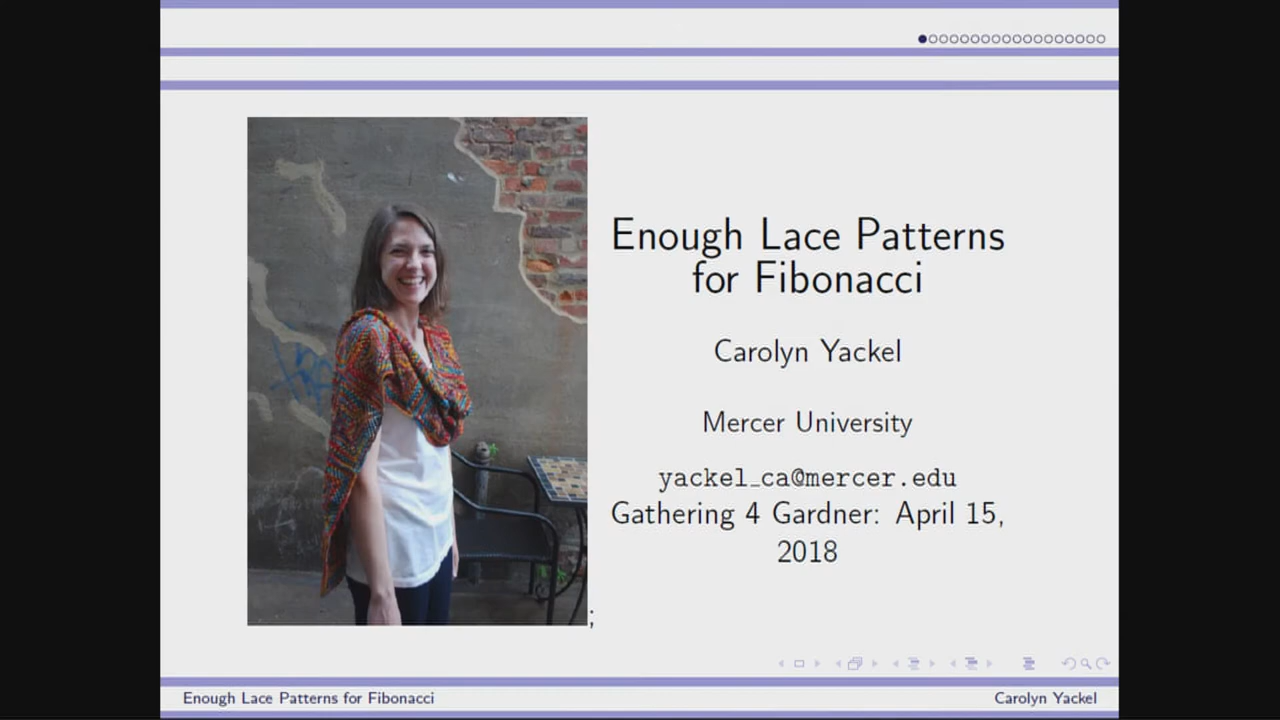 Enough Lace Patterns
for Fibonacci
Carolyn Yackel
Mercer University
yackel_ca@mercer.edu
Gathering 4 Gardner: April 15,
2018
;
Enough Lace Patterns for Fibonacci
Carolyn Yackel